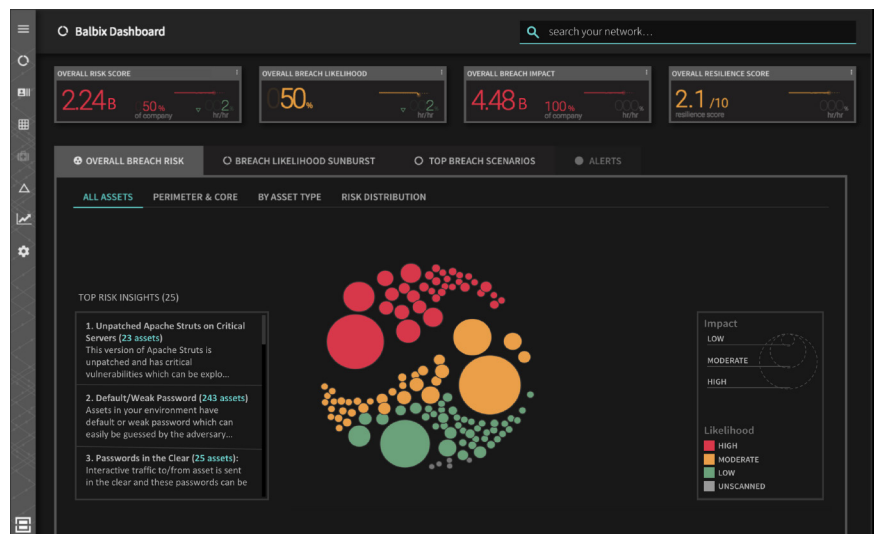 Balbix Dashboard
search your network...
OVERALL RISK SCORE
2.24 B
50%
of company
2%
hr/hr
OVERALL BREACH LIKELIHOOD
50%
2%
hr/hr
OVERALL BREACH IMPACT
4.48 B
100%
of company
hr/hr
OVERALL RESILIENCE SCORE
2.1 /10
resilience score
hr/hr
OVERALL BREACH RISK
BREACH LIKELIHOOD SUNBURST
TOP BREACH SCENARIOS
ALERTS
ALL ASSETS
PERIMETER & CORE
BY ASSET TYPE
RISK DISTRIBUTION
TOP RISK INSIGHTS (25)
1. Unpatched Apache Struts on Critical
Servers (23 assets)
This version of Apache Struts is
unpatched and has critical
vulnerabilities which can be explo...
2. Default/Weak Password (243 assets)
Assets in your environment have
default or weak password which can
easily be guessed by the adversary...
3. Passwords in the Clear (25 assets):
Interactive traffic to/from asset is sent
in the clear and these passwords can be
Impact
LOW
MODERATE
HIGH
Likelihood
HIGH
MODERATE
LOW
UNSCANNED